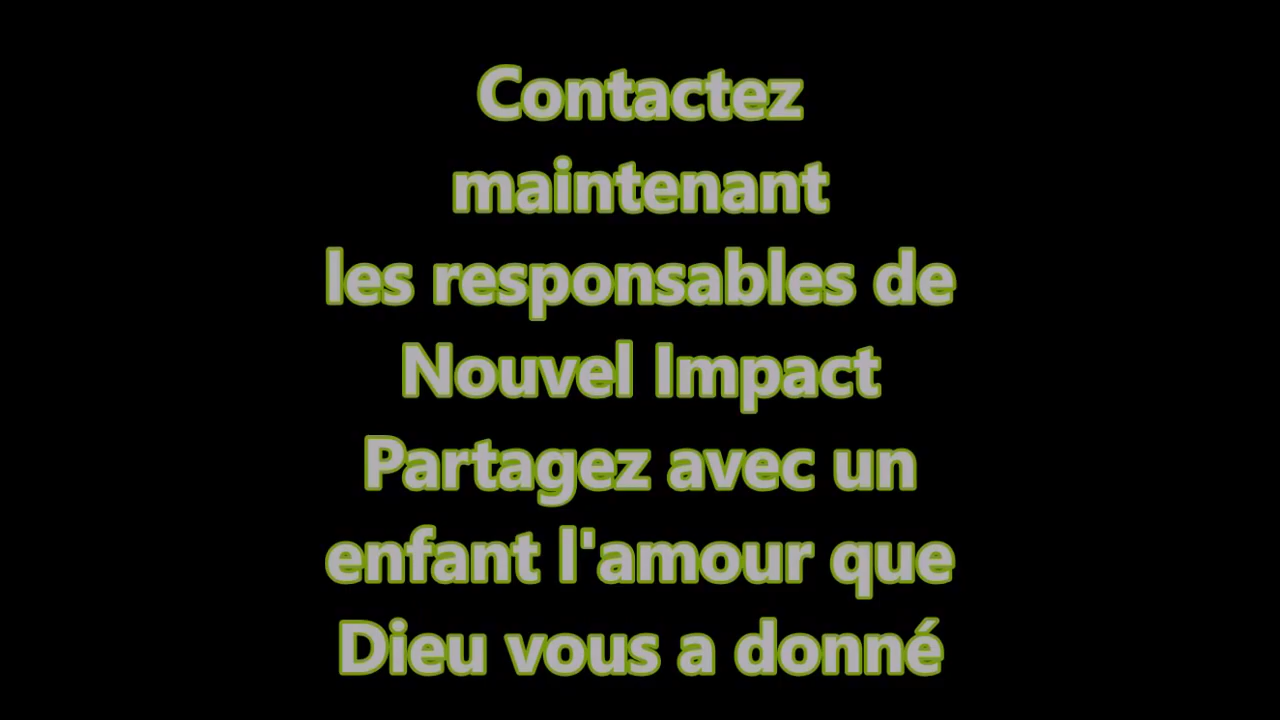 Contactez
maintenant
les responsables de
Nouvel Impact
Partagez avec un
enfant l'amour que
Dieu vous a donné